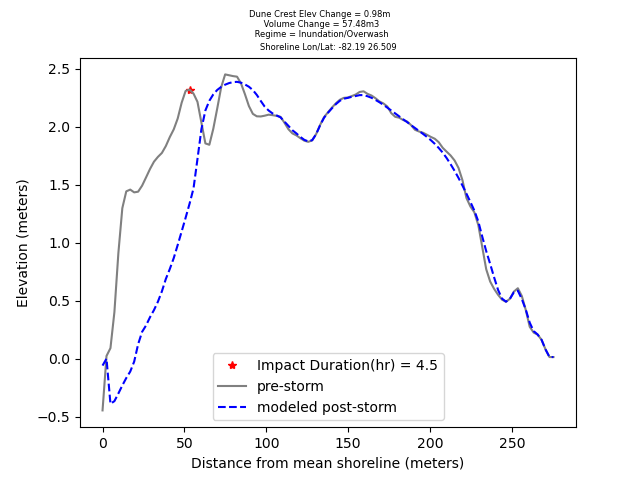 Dune Crest Elev Change = 0.98m
Volume Change = 57.48m3
Regime = Inundation/Overwash
Shoreline Lon/Lat: -82.19 26.509
2.5
2.0
1.5
1.0
0.5
0.0
−0.5
Elevation (meters)
Impact Duration(hr) = 4.5
pre-storm
modeled post-storm
0 50 100 150 200 250
Distance from mean shoreline (meters)